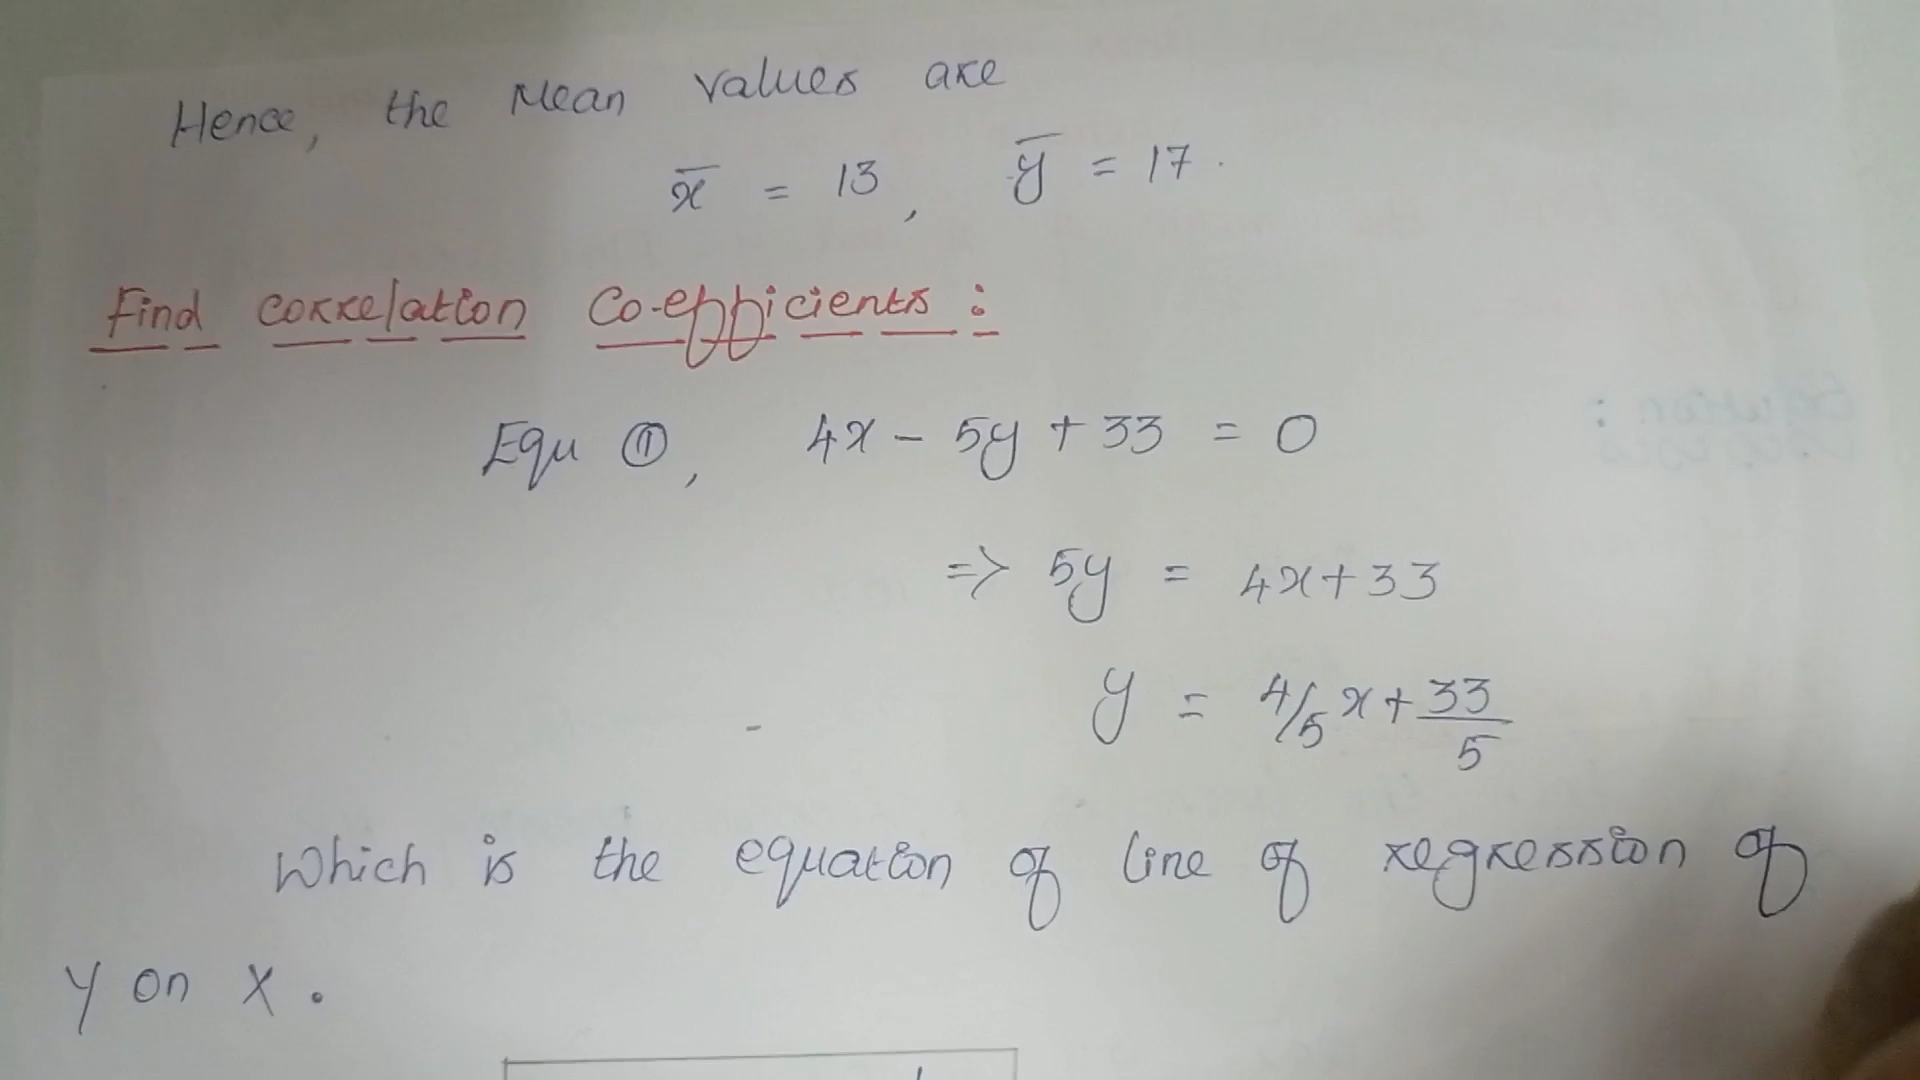 Hence, the Mean values are
x̄ = 13, ȳ = 17.
Find correlation Co-efficients :
Equ ①, 4x - 5y + 33 = 0
=> 5y = 4x + 33
y = 4/5 x + 33/5
Which is the equation of line of regression of
y on x.